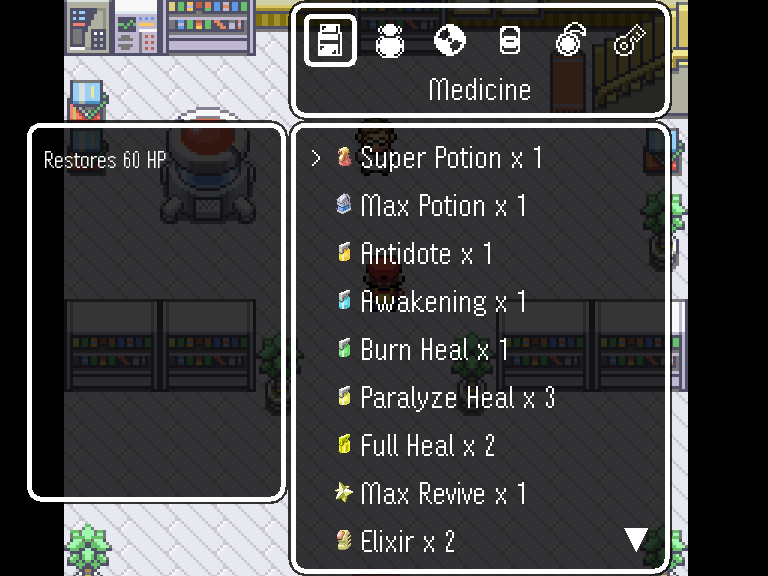 Medicine
Restores 60 HP
> Super Potion x 1
Max Potion x 1
Antidote x 1
Awakening x 1
Burn Heal x 1
Paralyze Heal x 3
Full Heal x 2
Max Revive x 1
Elixir x 2